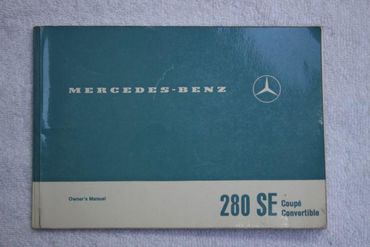 MERCEDES-BENZ
Owner's Manual
280 SE Coupé
Convertible